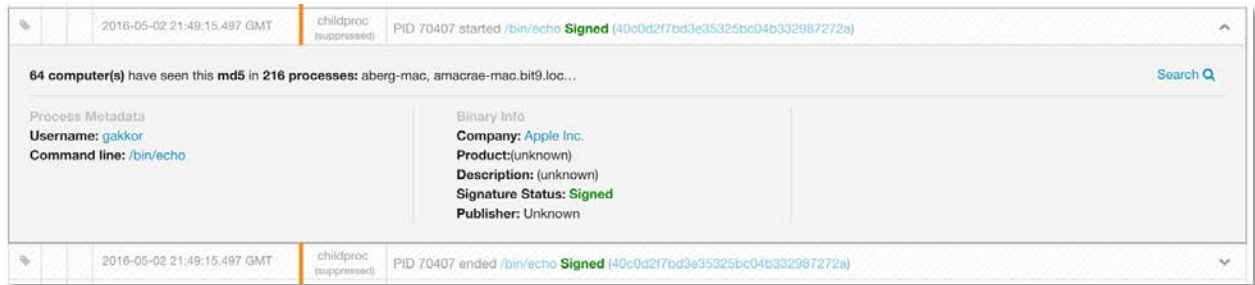 2016-05-02 21:49:15.497 GMT childproc (suppressed) PID 70407 started /bin/echo Signed (40c0d2f7bd3e35325bc04b332987272a)
64 computer(s) have seen this md5 in 216 processes: aberg-mac, amacrae-mac.bit9.loc... Search
Process Metadata
Username: gakkor
Command line: /bin/echo
Binary Info
Company: Apple Inc.
Product:(unknown)
Description: (unknown)
Signature Status: Signed
Publisher: Unknown
2016-05-02 21:49:15.497 GMT childproc (suppressed) PID 70407 ended /bin/echo Signed (40c0d2f7bd3e35325bc04b332987272a)